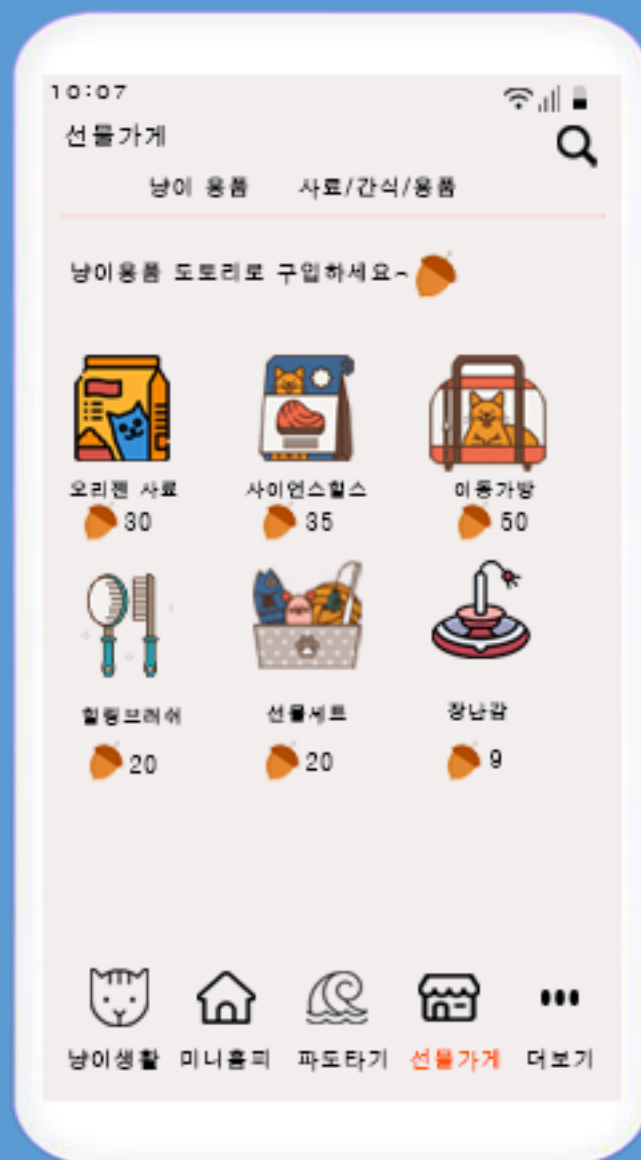 10:07
선물가게
냥이 용품 사료/간식/용품
냥이용품 도토리로 구입하세요~
오리젠 사료 사이언스힐스 이동가방
30 35 50
힐링브러쉬 선물세트 장난감
20 20 9
냥이생활 미니홈피 파도타기 선물가게 더보기